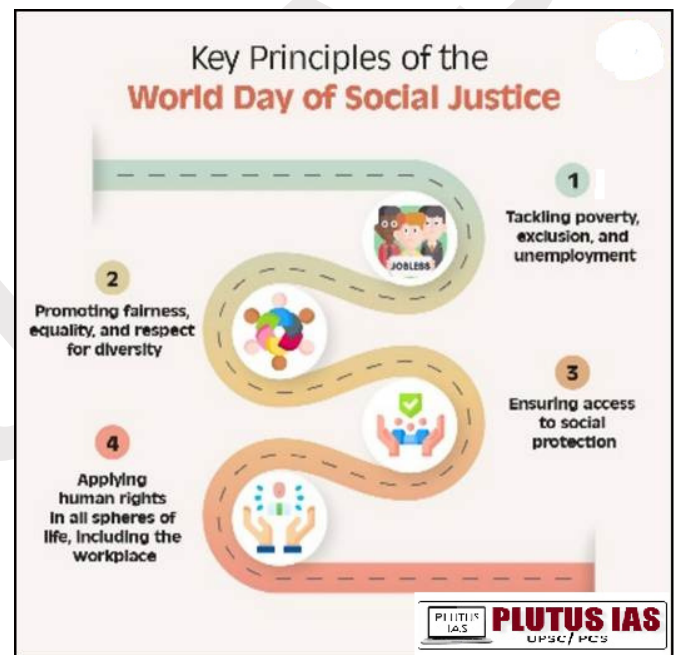 Key Principles of the
World Day of Social Justice
1
Tackling poverty,
exclusion, and
unemployment
JOBLESS
2
Promoting fairness,
equality, and respect
for diversity
3
Ensuring access
to social
protection
4
Applying
human rights
in all spheres of
life, including the
workplace
PLUTUS
IAS
PLUTUS IAS
UPSC/ PCS